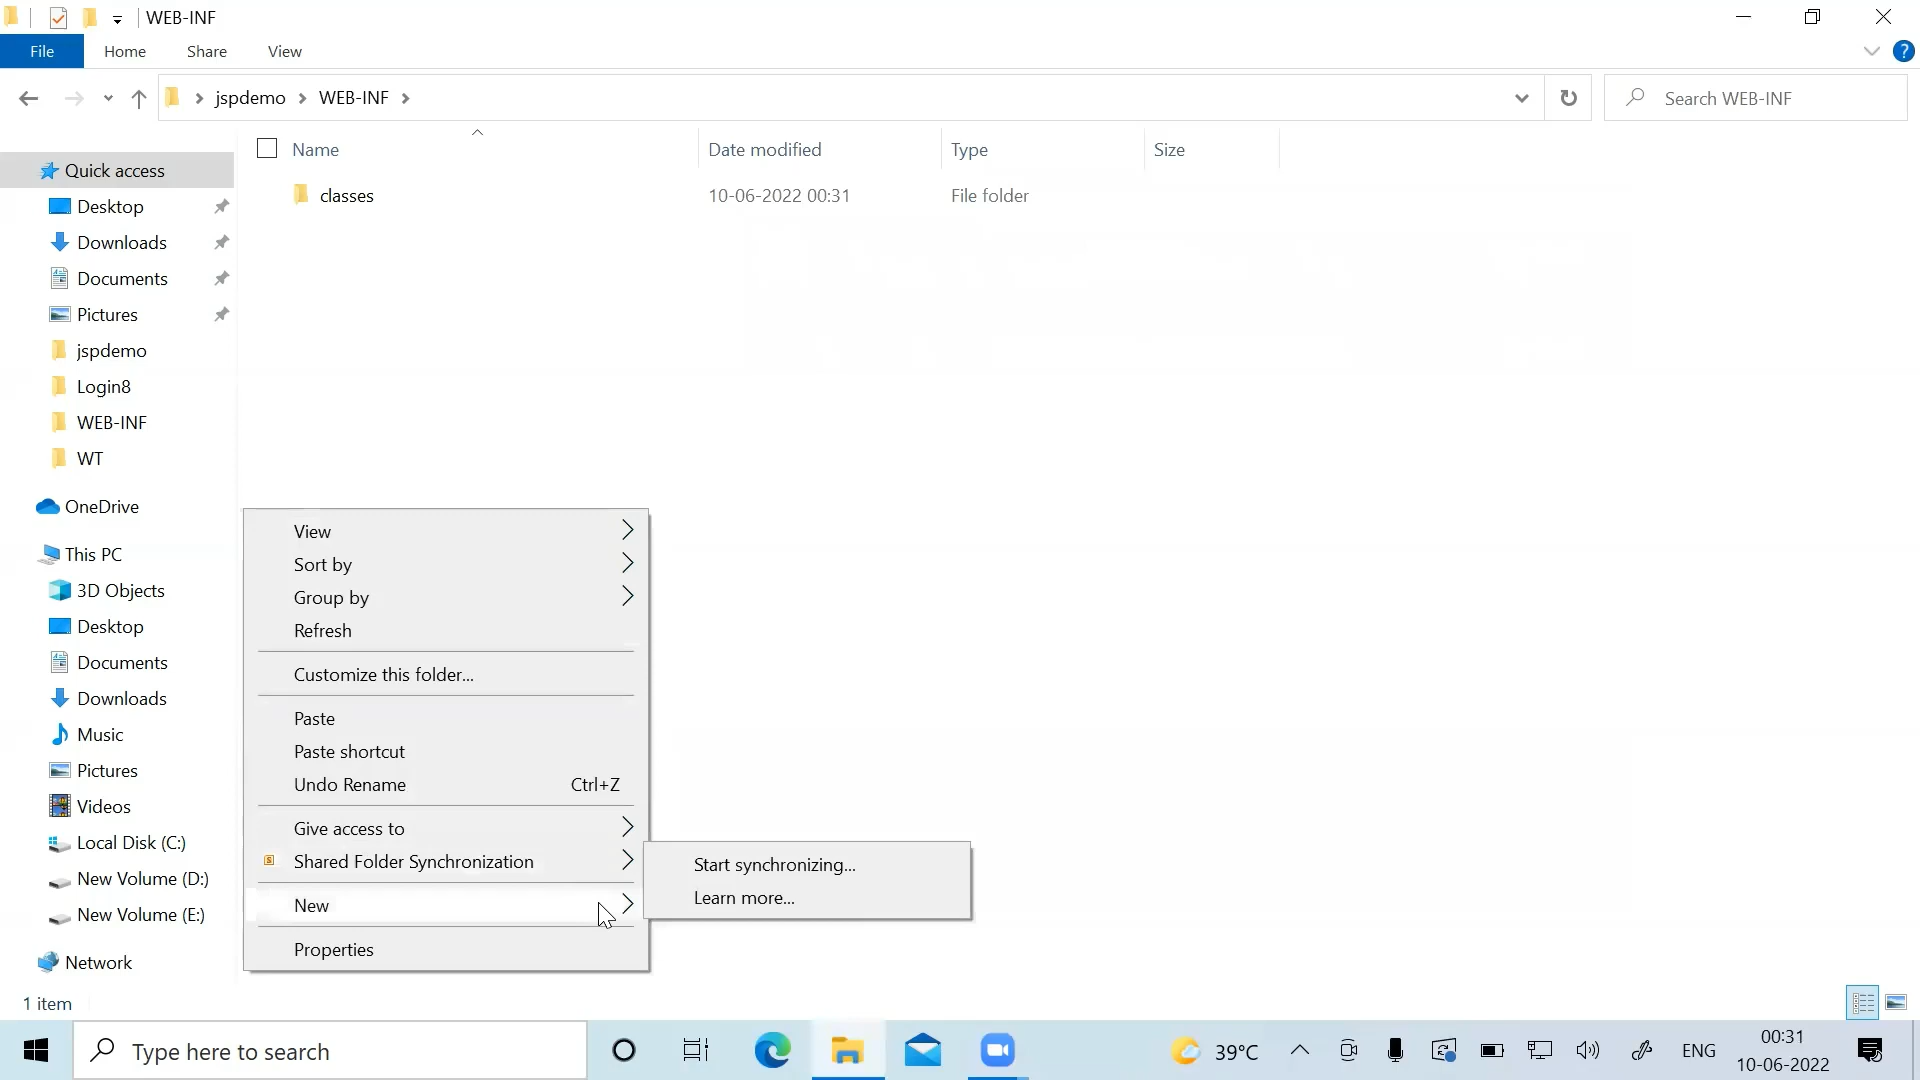 WEB-INF
File Home Share View
jspdemo WEB-INF
Search WEB-INF
Name Date modified Type Size
classes 10-06-2022 00:31 File folder
Quick access
Desktop
Downloads
Documents
Pictures
jspdemo
Login8
WEB-INF
WT
OneDrive
This PC
3D Objects
Desktop
Documents
Downloads
Music
Pictures
Videos
Local Disk (C:)
New Volume (D:)
New Volume (E:)
Network
View
Sort by
Group by
Refresh
Customize this folder...
Paste
Paste shortcut
Undo Rename Ctrl+Z
Give access to
Shared Folder Synchronization
New
Properties
Start synchronizing...
Learn more...
1 item
Type here to search
39°C
ENG
00:31
10-06-2022